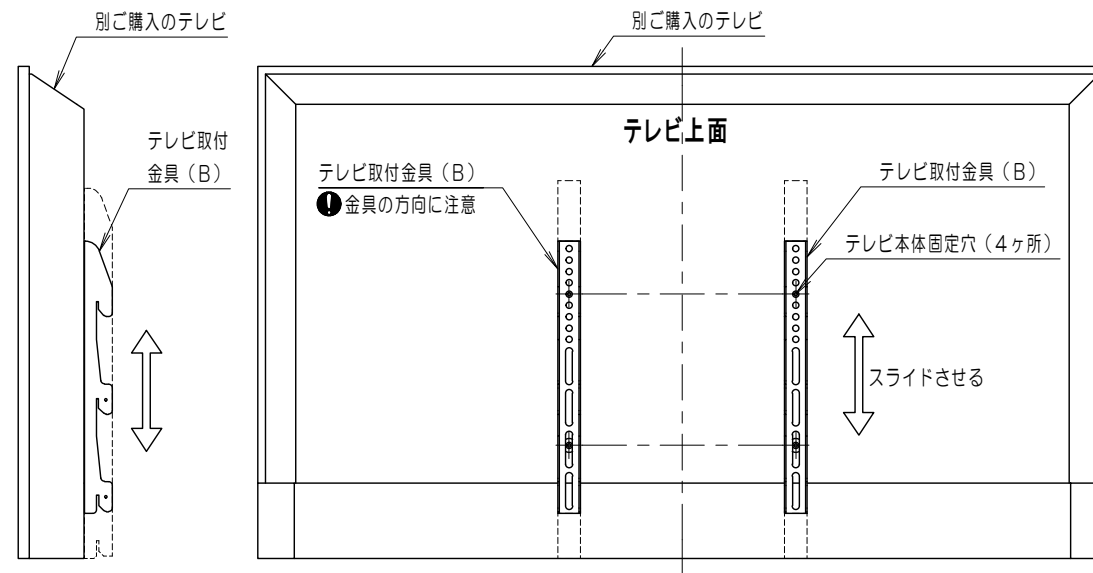 別ご購入のテレビ
別ご購入のテレビ
テレビ上面
テレビ取付
金具（B）
テレビ取付金具（B）
金具の方向に注意
テレビ取付金具（B）
テレビ本体固定穴（4ヶ所）
スライドさせる